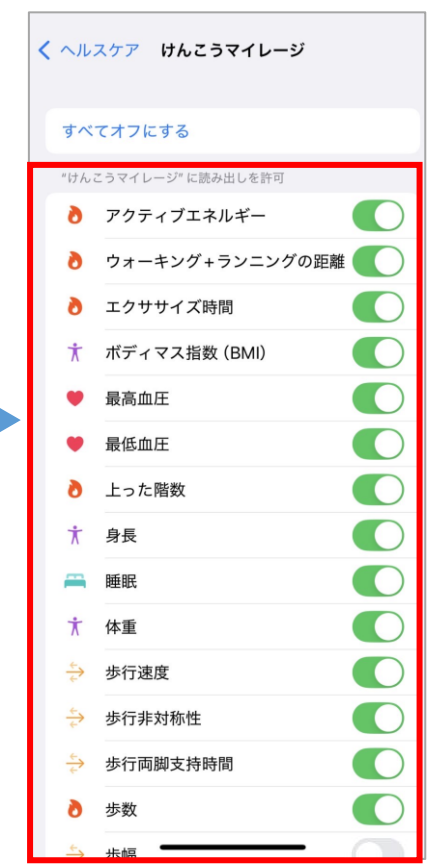 ヘルスケア けんこうマイレージ
すべてオフにする
"けんこうマイレージ" に読み出しを許可
アクティブエネルギー
ウォーキング+ランニングの距離
エクササイズ時間
ボディマス指数 (BMI)
最高血圧
最低血圧
上った階数
身長
睡眠
体重
歩行速度
歩行非対称性
歩行両脚支持時間
歩数
歩幅